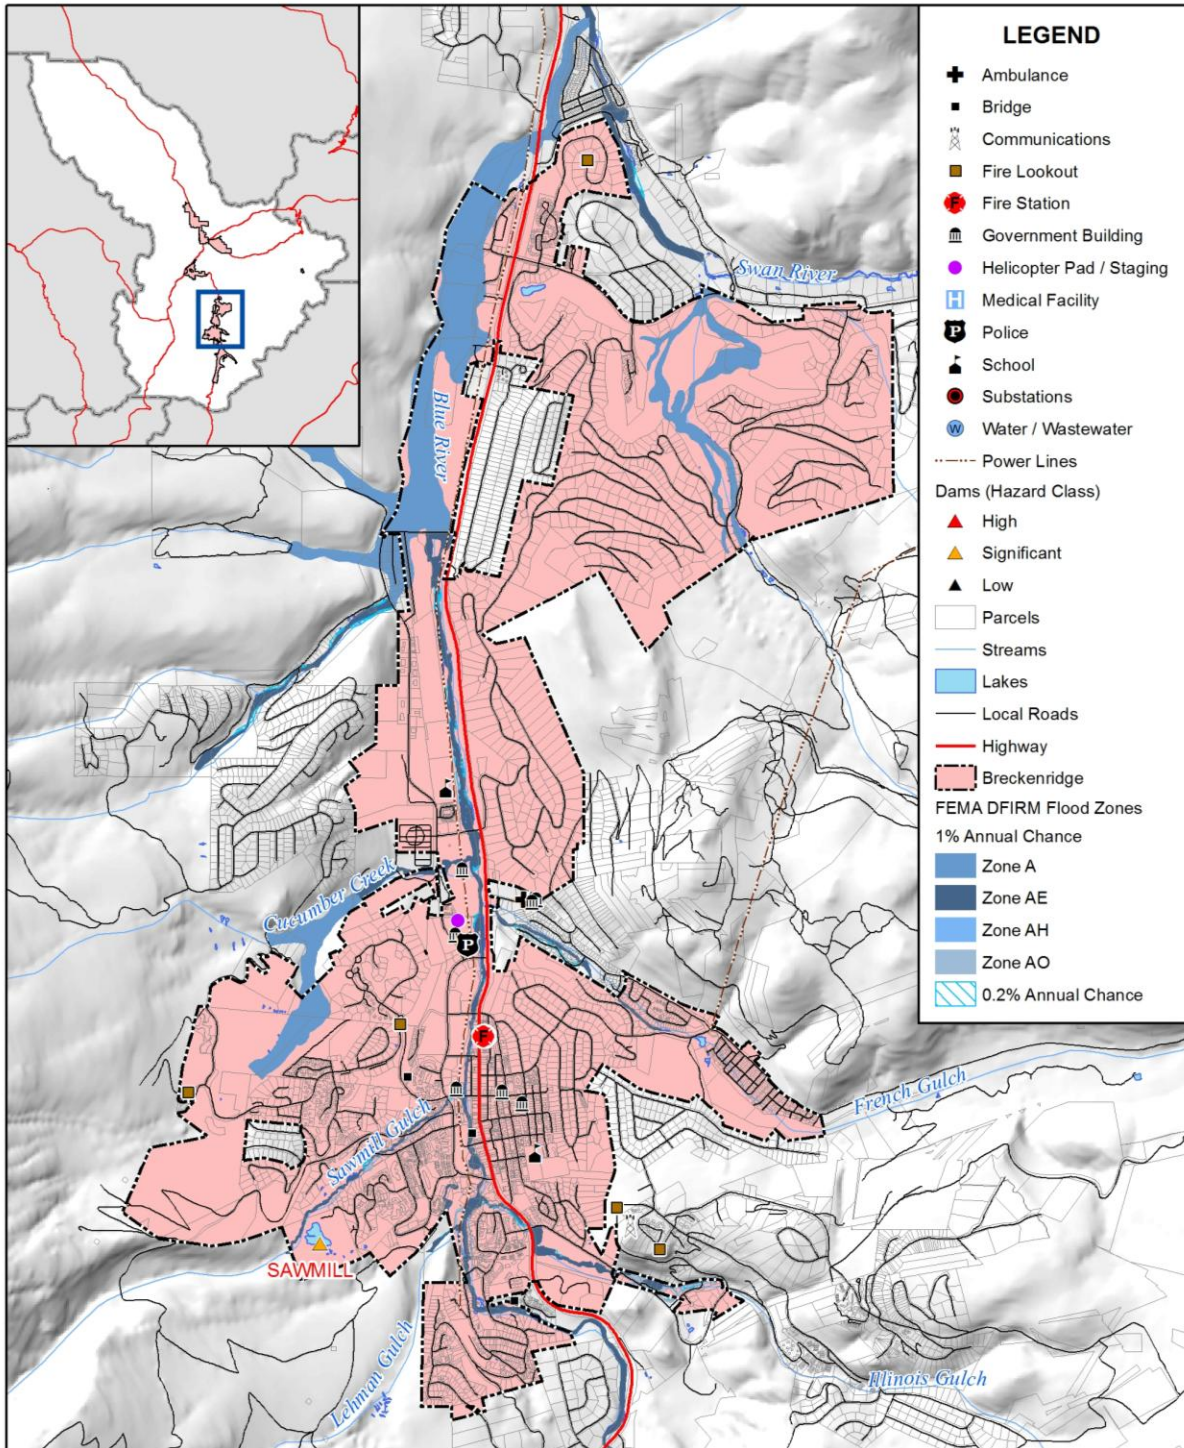 LEGEND
Ambulance
Bridge
Communications
Fire Lookout
F Fire Station
Government Building
Helicopter Pad / Staging
H Medical Facility
P Police
School
Substations
W Water / Wastewater
Power Lines
Dams (Hazard Class)
High
Significant
Low
Parcels
Streams
Lakes
Local Roads
Highway
Breckenridge
FEMA DFIRM Flood Zones
1% Annual Chance
Zone A
Zone AE
Zone AH
Zone AO
0.2% Annual Chance
Swan River
Blue River
Cucumber Creek
P
F
French Gulch
Sawmill Gulch
SAWMILL
Lehman Gulch
Illinois Gulch